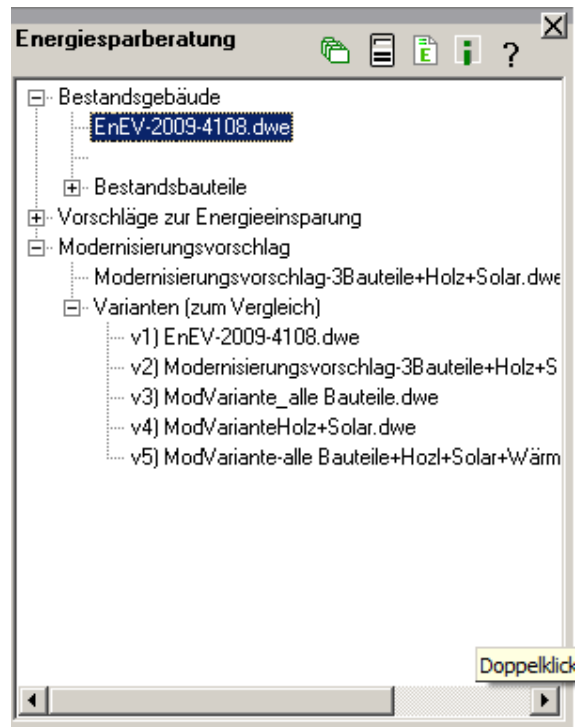 Energiesparberatung
?
Bestandsgebäude
EnEV-2009-4108.dwe
Bestandsbauteile
Vorschläge zur Energieeinsparung
Modernisierungsvorschlag
Modernisierungsvorschlag-3Bauteile+Holz+Solar.dwe
Varianten (zum Vergleich)
v1) EnEV-2009-4108.dwe
v2) Modernisierungsvorschlag-3Bauteile+Holz+S
v3) ModVariante_alle Bauteile.dwe
v4) ModVarianteHolz+Solar.dwe
v5) ModVariante-alle Bauteile+Hozl+Solar+Wärm
Doppelklick